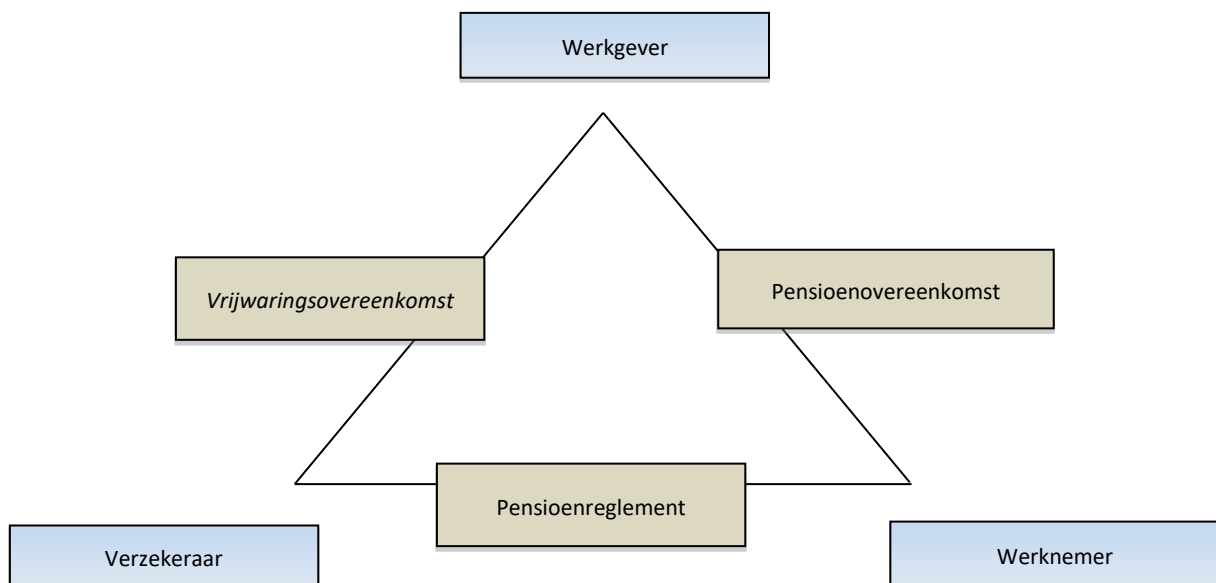 Werkgever
Vrijwaringsovereenkomst
Pensioenovereenkomst
Pensioenreglement
Verzekeraar
Werknemer